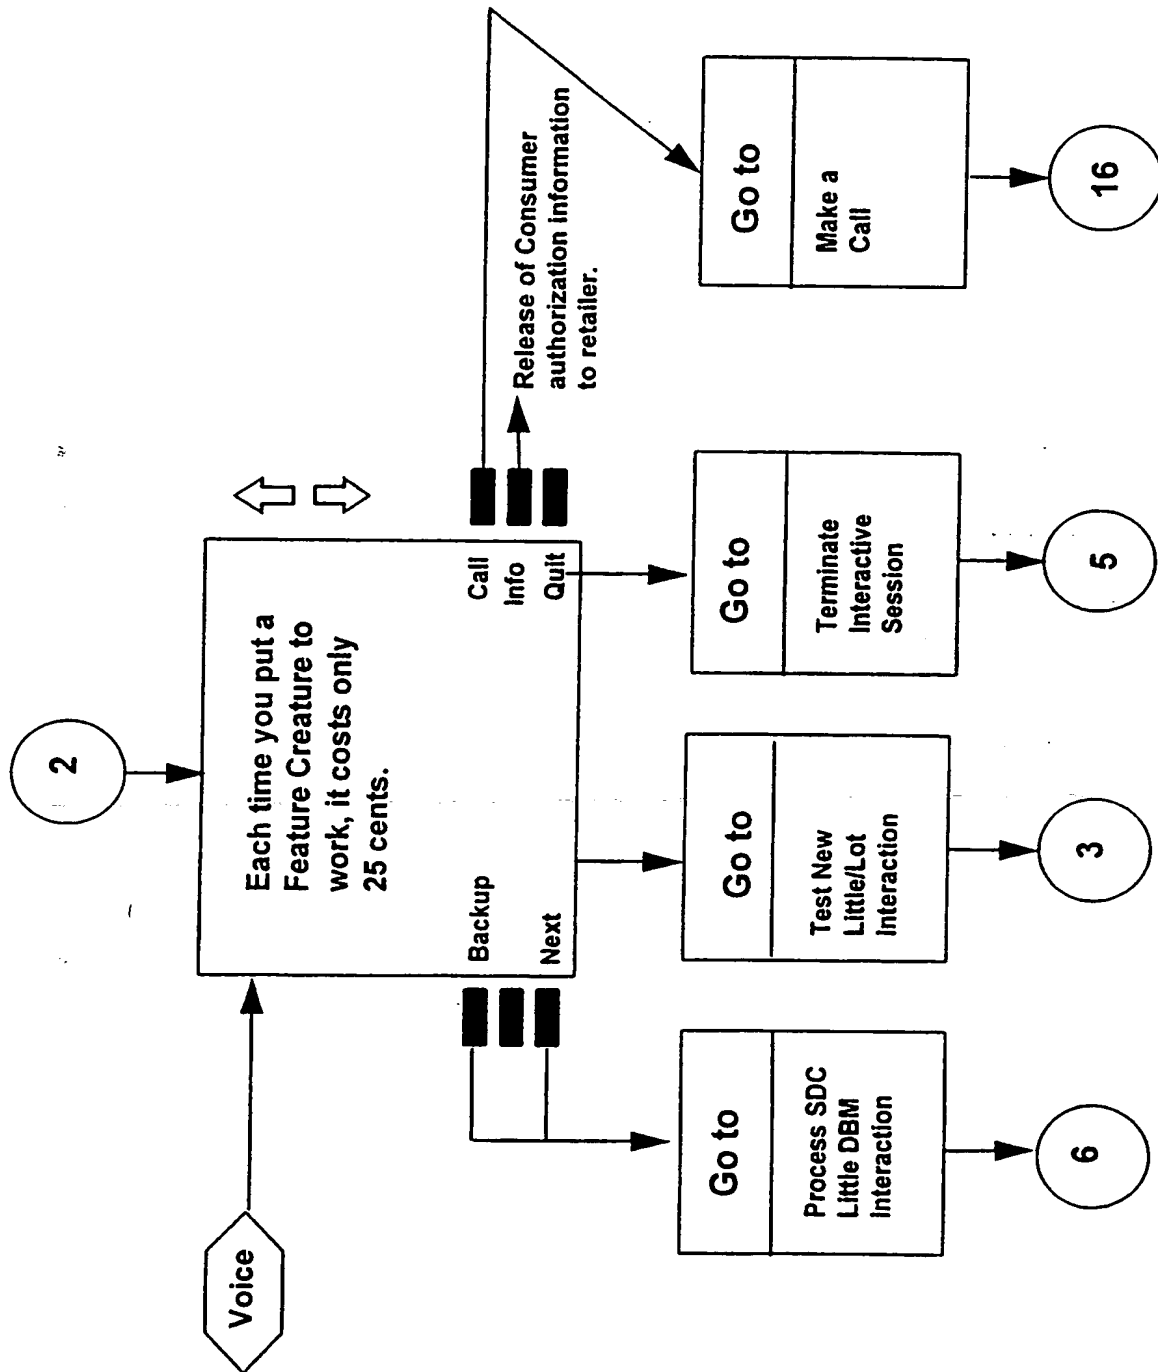 2
Voice
Each time you put a
Feature Creature to
work, it costs only
25 cents.
Backup
Next
Call
Info
Quit
Release of Consumer
authorization information
to retailer.
Go to
Process SDC
Little DBM
Interaction
6
Go to
Test New
Little/Lot
Interaction
3
Go to
Terminate
Interactive
Session
5
Go to
Make a
Call
16